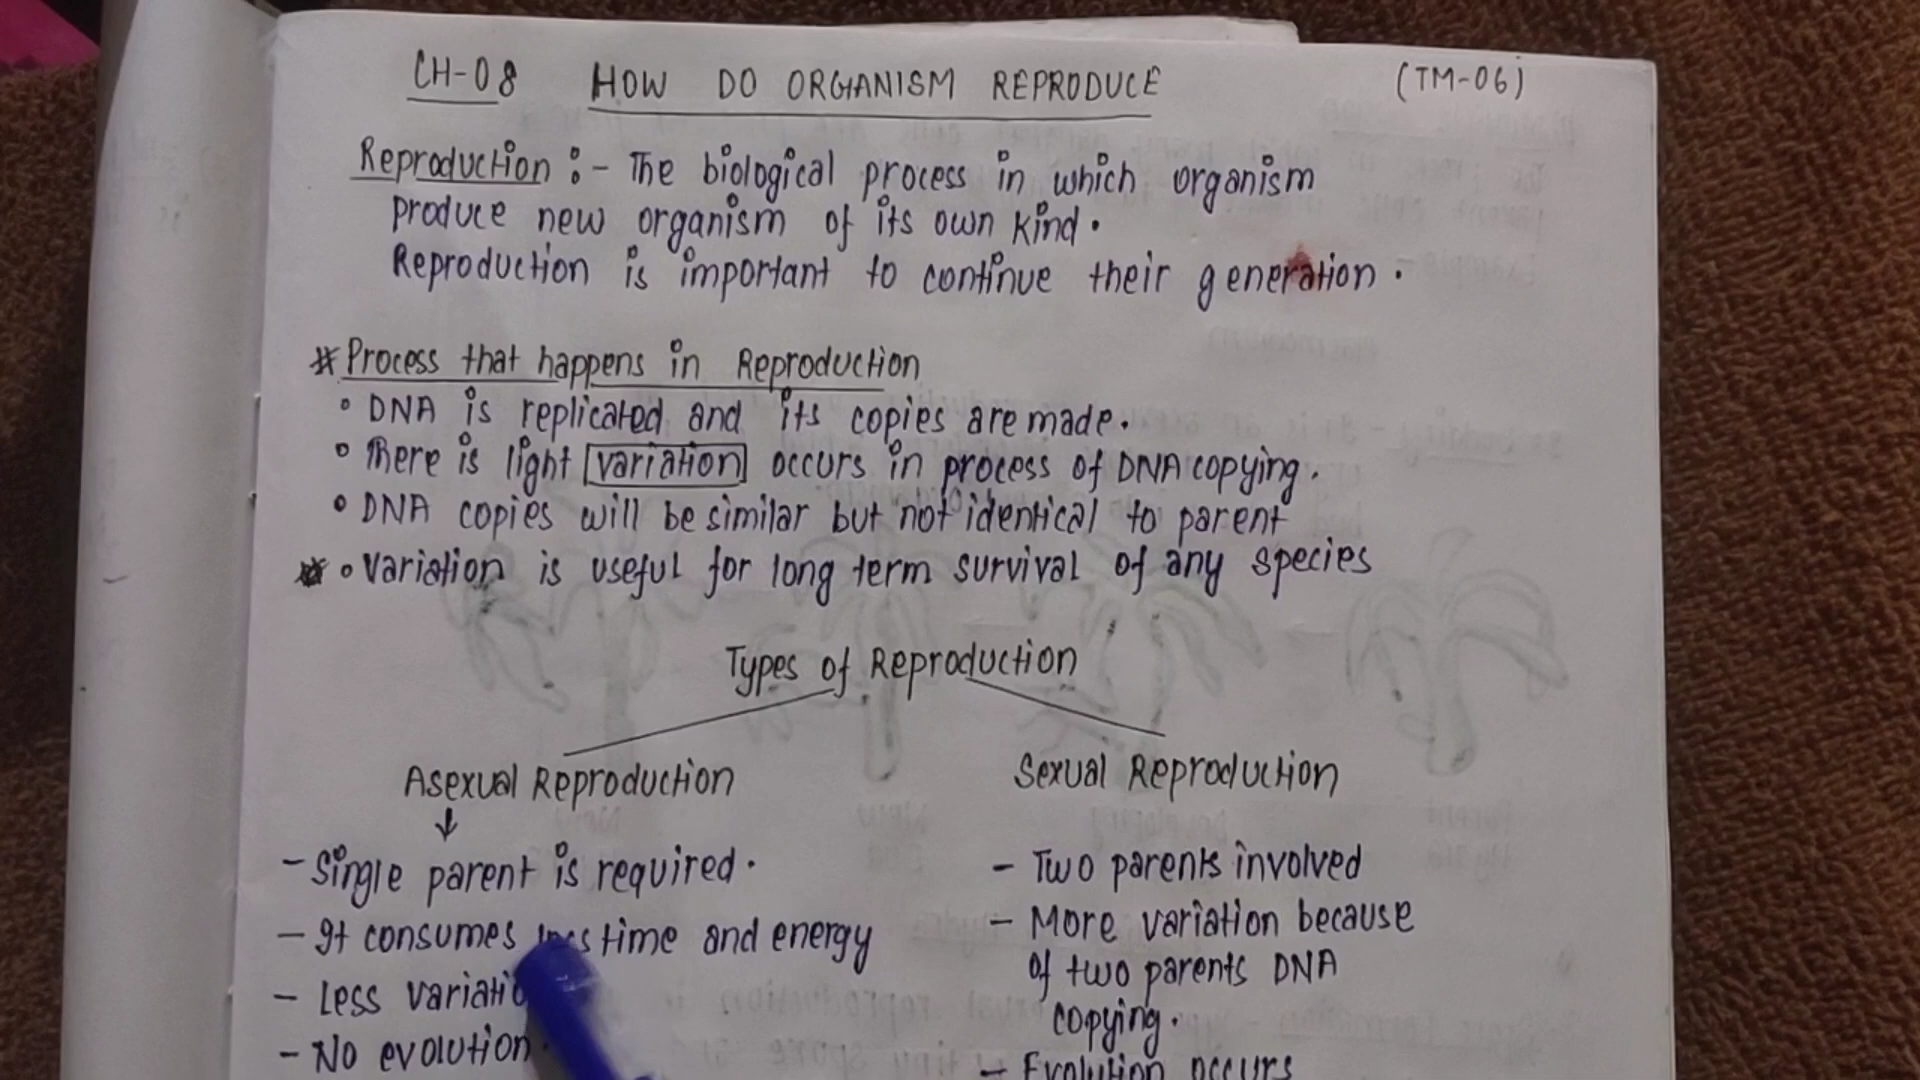 CH-08 HOW DO ORGANISM REPRODUCE (TM-06)
Reproduction :- The biological process in which organism
produce new organism of its own kind.
Reproduction is important to continue their generation.
* Process that happens in Reproduction
• DNA is replicated and its copies are made.
• There is light variation occurs in process of DNA copying.
• DNA copies will be similar but not identical to parent
* • Variation is useful for long term survival of any species
Types of Reproduction
Asexual Reproduction
↓
- Single parent is required.
- It consumes less time and energy
- Less variatio
- No evolution
Sexual Reproduction
- Two parents involved
- More variation because
of two parents DNA
copying.
- Evolution occurs